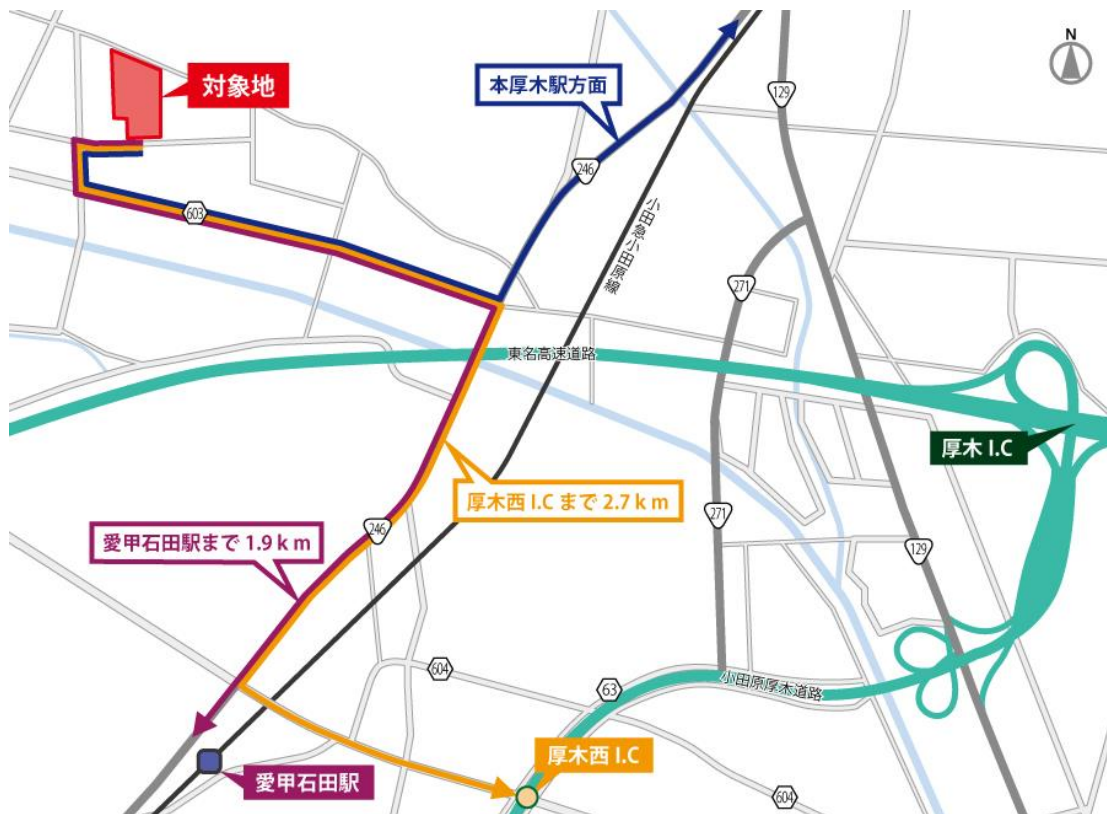 N
対象地
本厚木駅方面
129
246
603
小田急小田原線
271
東名高速道路
厚木 I.C
厚木西 I.C まで 2.7 k m
271
246
愛甲石田駅まで 1.9 k m
129
604
63
小田原厚木道路
厚木西 I.C
愛甲石田駅
604